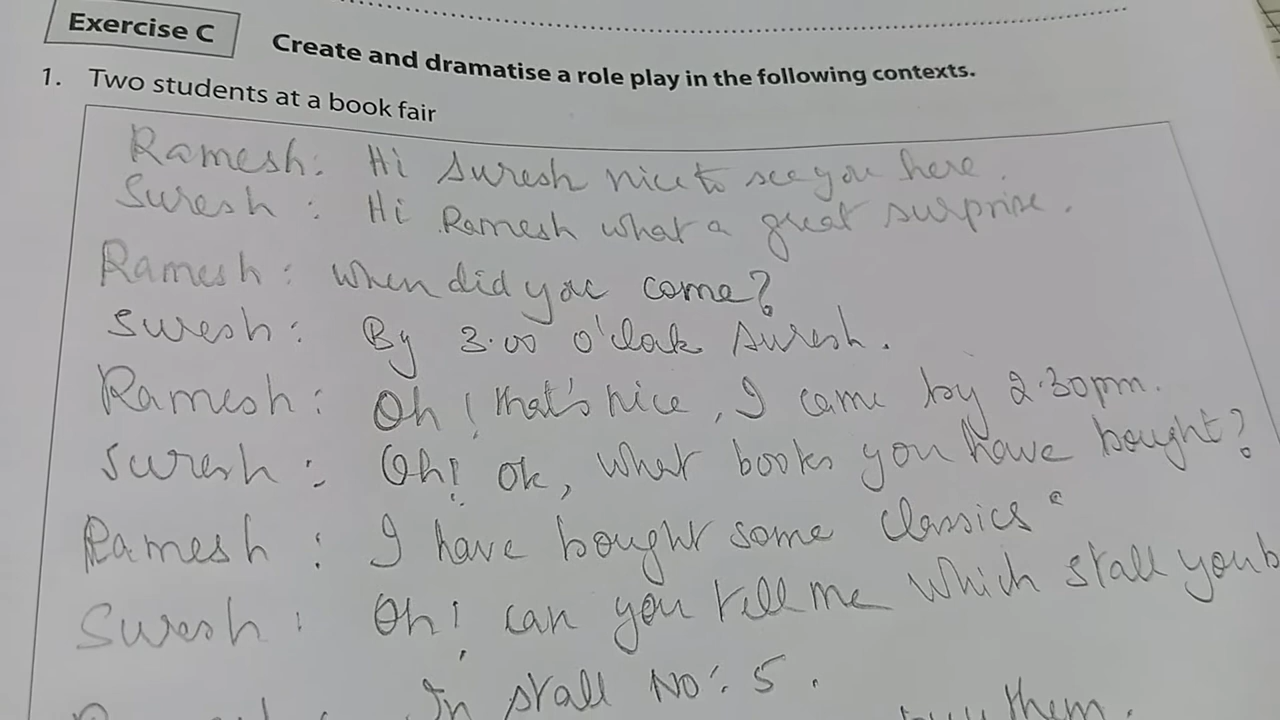 Exercise C Create and dramatise a role play in the following contexts.
1. Two students at a book fair
Ramesh: Hi Suresh nice to see you here.
Suresh : Hi Ramesh what a great surprise.
Ramesh : When did you come?
Suresh : By 3.00 o'clock Suresh.
Ramesh : Oh! that's nice, I came by 2.30pm.
Suresh : Oh! ok, what books you have bought?
Ramesh : I have bought some classics
Suresh : Oh! can you tell me which stall you b
In stall No: 5.
them.